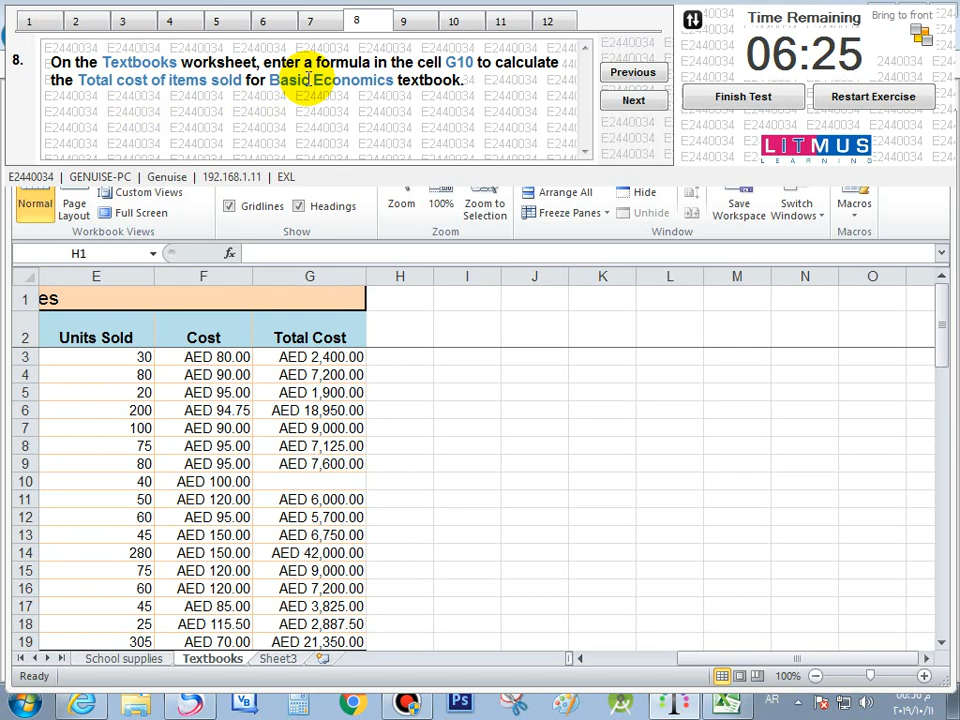 1 2 3 4 5 6 7 8 9 10 11 12
8. On the Textbooks worksheet, enter a formula in the cell G10 to calculate
the Total cost of items sold for Basic Economics textbook.
E2440034 E2440034 E2440034 E2440034 E2440034 E2440034
Previous
Next
Time Remaining
06:25
Bring to front
Finish Test Restart Exercise
LITMUS
LEARNING
E2440034 | GENUISE-PC | Genuise | 192.168.1.11 | EXL
Normal Page Layout Custom Views Full Screen Gridlines Headings Zoom 100% Zoom to Selection Arrange All Freeze Panes Hide Unhide Save Workspace Switch Windows Macros
Workbook Views Show Zoom Window Macros
H1 fx
E F G H I J K L M N O
1 es
2 Units Sold Cost Total Cost
3 30 AED 80.00 AED 2,400.00
4 80 AED 90.00 AED 7,200.00
5 20 AED 95.00 AED 1,900.00
6 200 AED 94.75 AED 18,950.00
7 100 AED 90.00 AED 9,000.00
8 75 AED 95.00 AED 7,125.00
9 80 AED 95.00 AED 7,600.00
10 40 AED 100.00
11 50 AED 120.00 AED 6,000.00
12 60 AED 95.00 AED 5,700.00
13 45 AED 150.00 AED 6,750.00
14 280 AED 150.00 AED 42,000.00
15 75 AED 120.00 AED 9,000.00
16 60 AED 120.00 AED 7,200.00
17 45 AED 85.00 AED 3,825.00
18 25 AED 115.50 AED 2,887.50
19 305 AED 70.00 AED 21,350.00
School supplies Textbooks Sheet3
Ready 100%
AR
٢٠١٩/١٠/١١